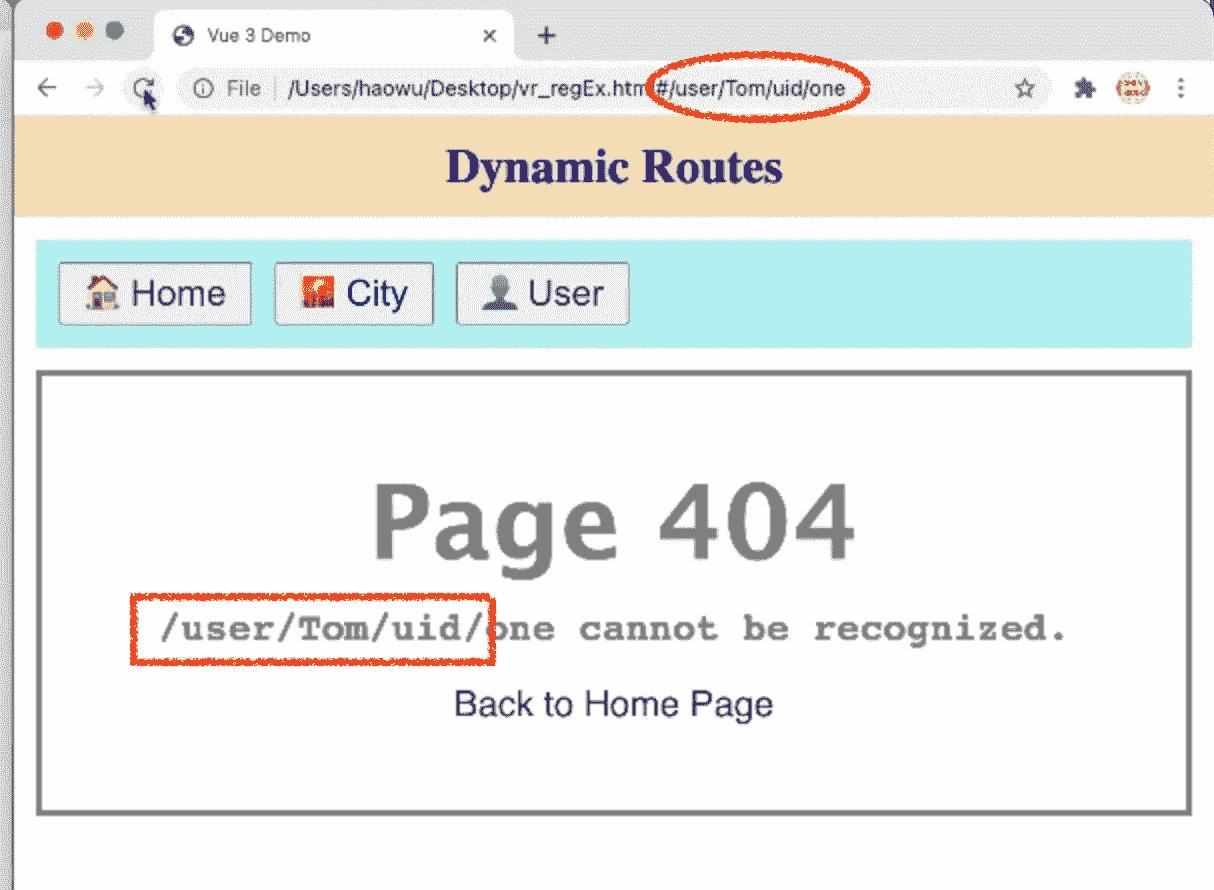 Vue 3 Demo
File /Users/haowu/Desktop/vr_regEx.htm#/user/Tom/uid/one
Dynamic Routes
Home City User
Page 404
/user/Tom/uid/one cannot be recognized.
Back to Home Page